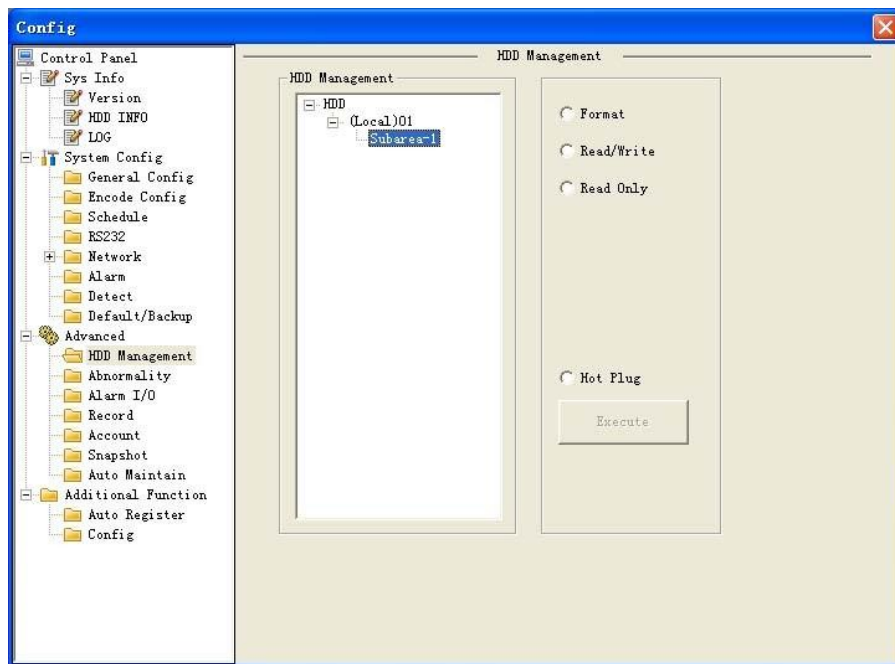 Config
Control Panel
Sys Info
Version
HDD INFO
LOG
System Config
General Config
Encode Config
Schedule
RS232
Network
Alarm
Detect
Default/Backup
Advanced
HDD Management
Abnormality
Alarm I/O
Record
Account
Snapshot
Auto Maintain
Additional Function
Auto Register
Config
HDD Management
HDD Management
HDD
(Local)01
Subarea-1
Format
Read/Write
Read Only
Hot Plug
Execute